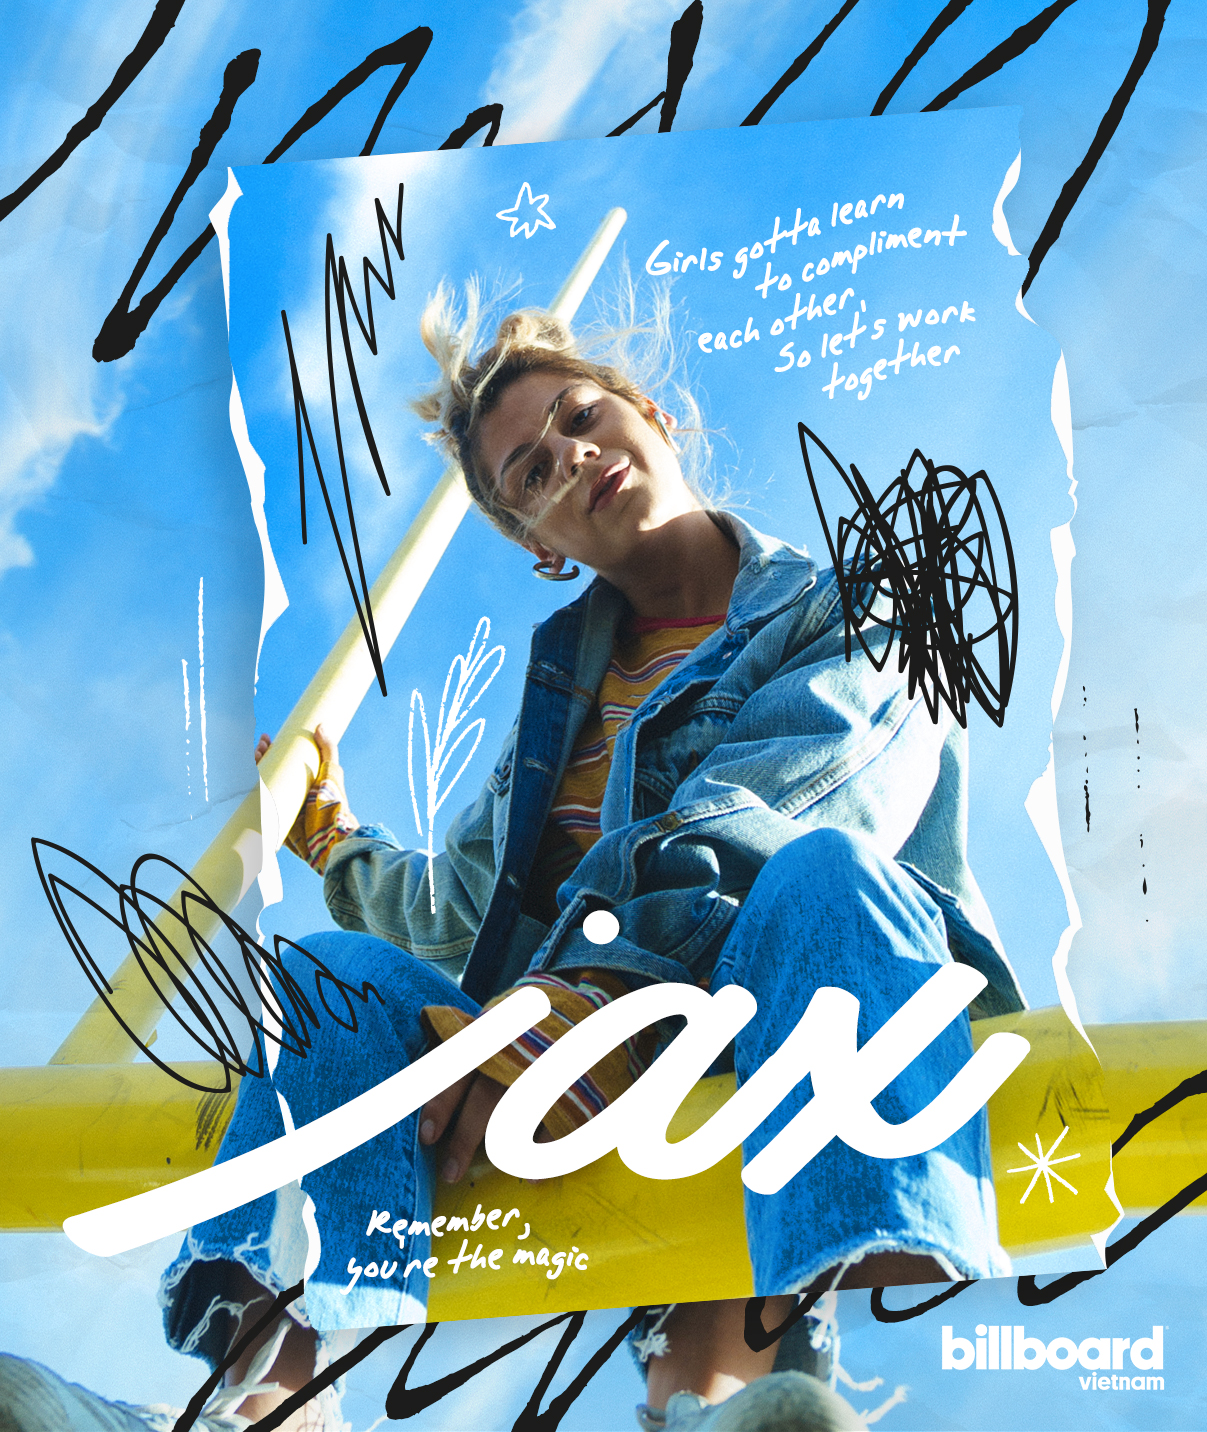 Girls gotta learn
to compliment
each other,
So let's work
together
jax
Remember,
you're the magic
billboard
vietnam